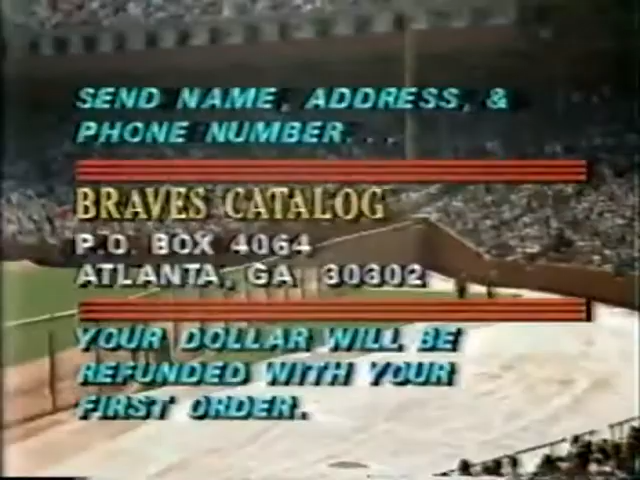 SEND NAME, ADDRESS, &
PHONE NUMBER...
BRAVES CATALOG
P.O. BOX 4064
ATLANTA, GA 30302
YOUR DOLLAR WILL BE
REFUNDED WITH YOUR
FIRST ORDER.